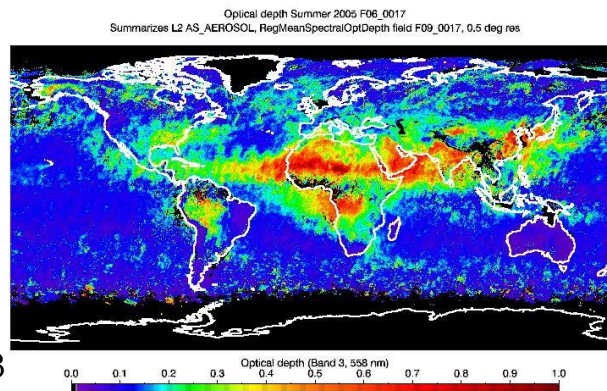 Optical depth Summer 2005 F06_0017
Summarizes L2 AS_AEROSOL, RegMeanSpectralOptDepth field F09_0017, 0.5 deg res
B
Optical depth (Band 3, 558 nm)
0.0 0.1 0.2 0.3 0.4 0.5 0.6 0.7 0.8 0.9 1.0